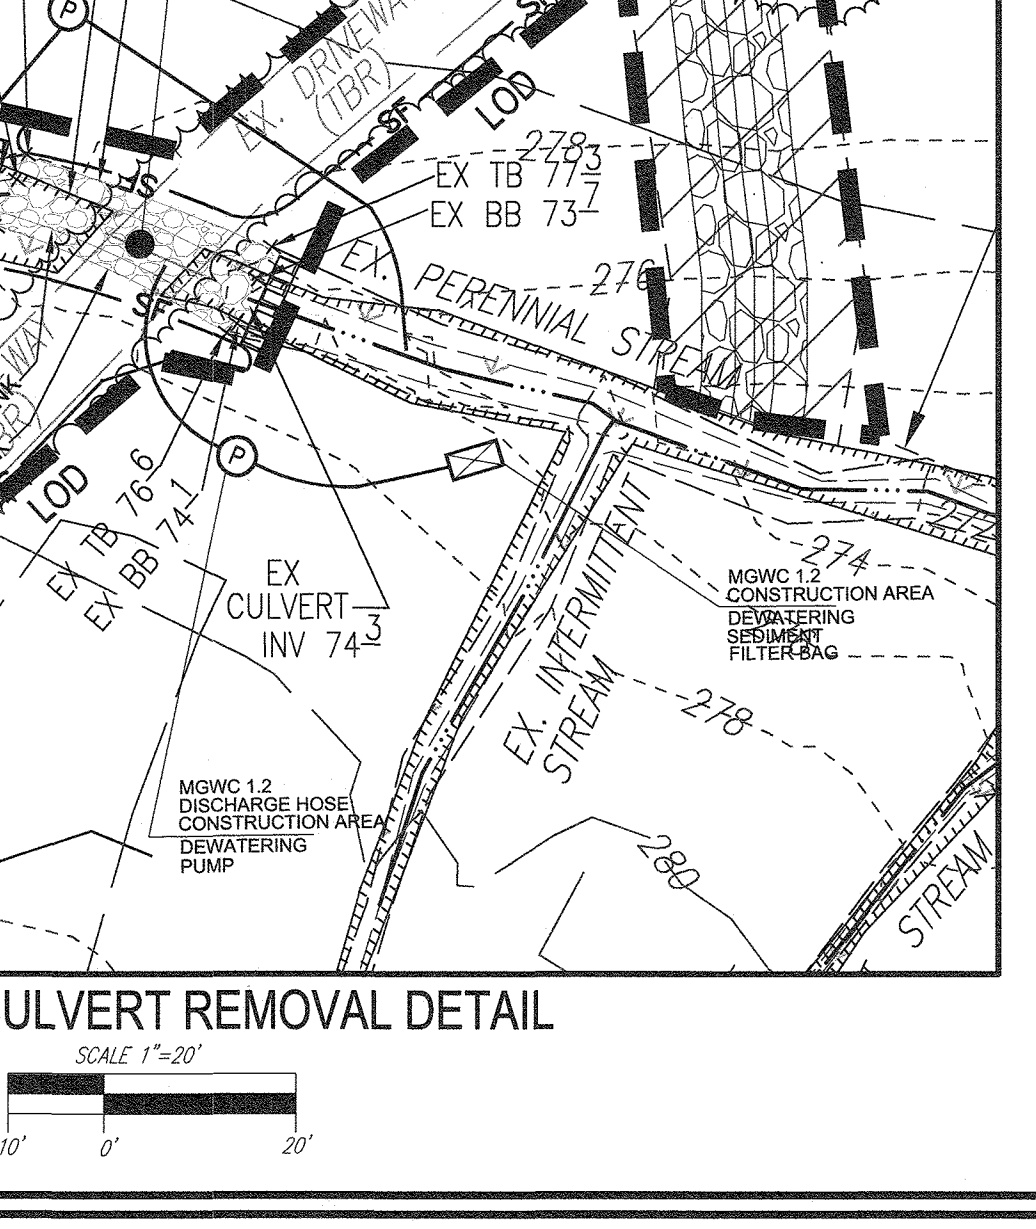 P
EX. DRIVEWAY
(TBR)
SF
LOD
278
EX TB 77 3
EX BB 73 7
SF
EX. PERENNIAL STREAM
276
SF
P
LOD
EX TB 76 6
EX BB 74 1
EX
CULVERT
INV 74 3
EX. INTERMITTENT
STREAM
272
274
MGWC 1.2
CONSTRUCTION AREA
DEWATERING
SEDIMENT
FILTER BAG
278
MGWC 1.2
DISCHARGE HOSE
CONSTRUCTION AREA
DEWATERING
PUMP
280
STREAM
ULVERT REMOVAL DETAIL
SCALE 1"=20'
10' 0' 20'